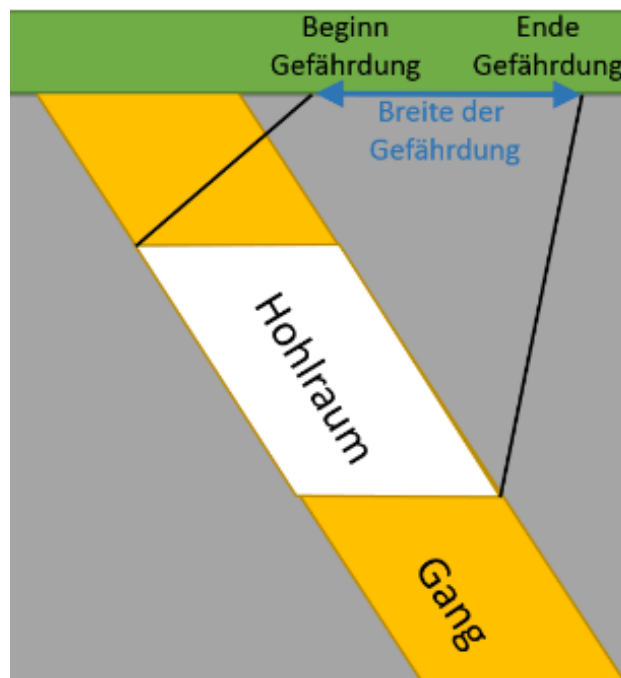 Beginn
Gefährdung
Ende
Gefährdung
Breite der
Gefährdung
Hohlraum
Gang